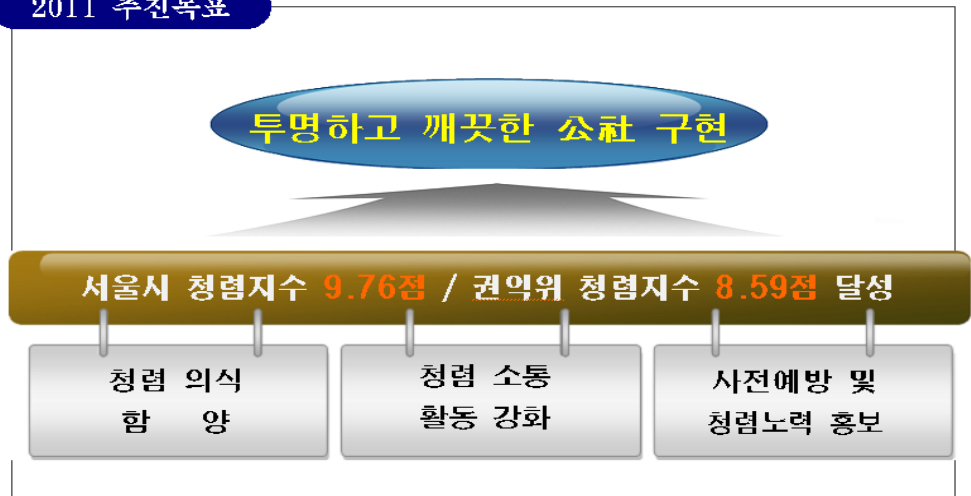 2011 추진목표
투명하고 깨끗한 公社 구현
서울시 청렴지수 9.76점 / 권익위 청렴지수 8.59점 달성
청렴 의식
함 양
청렴 소통
활동 강화
사전예방 및
청렴노력 홍보